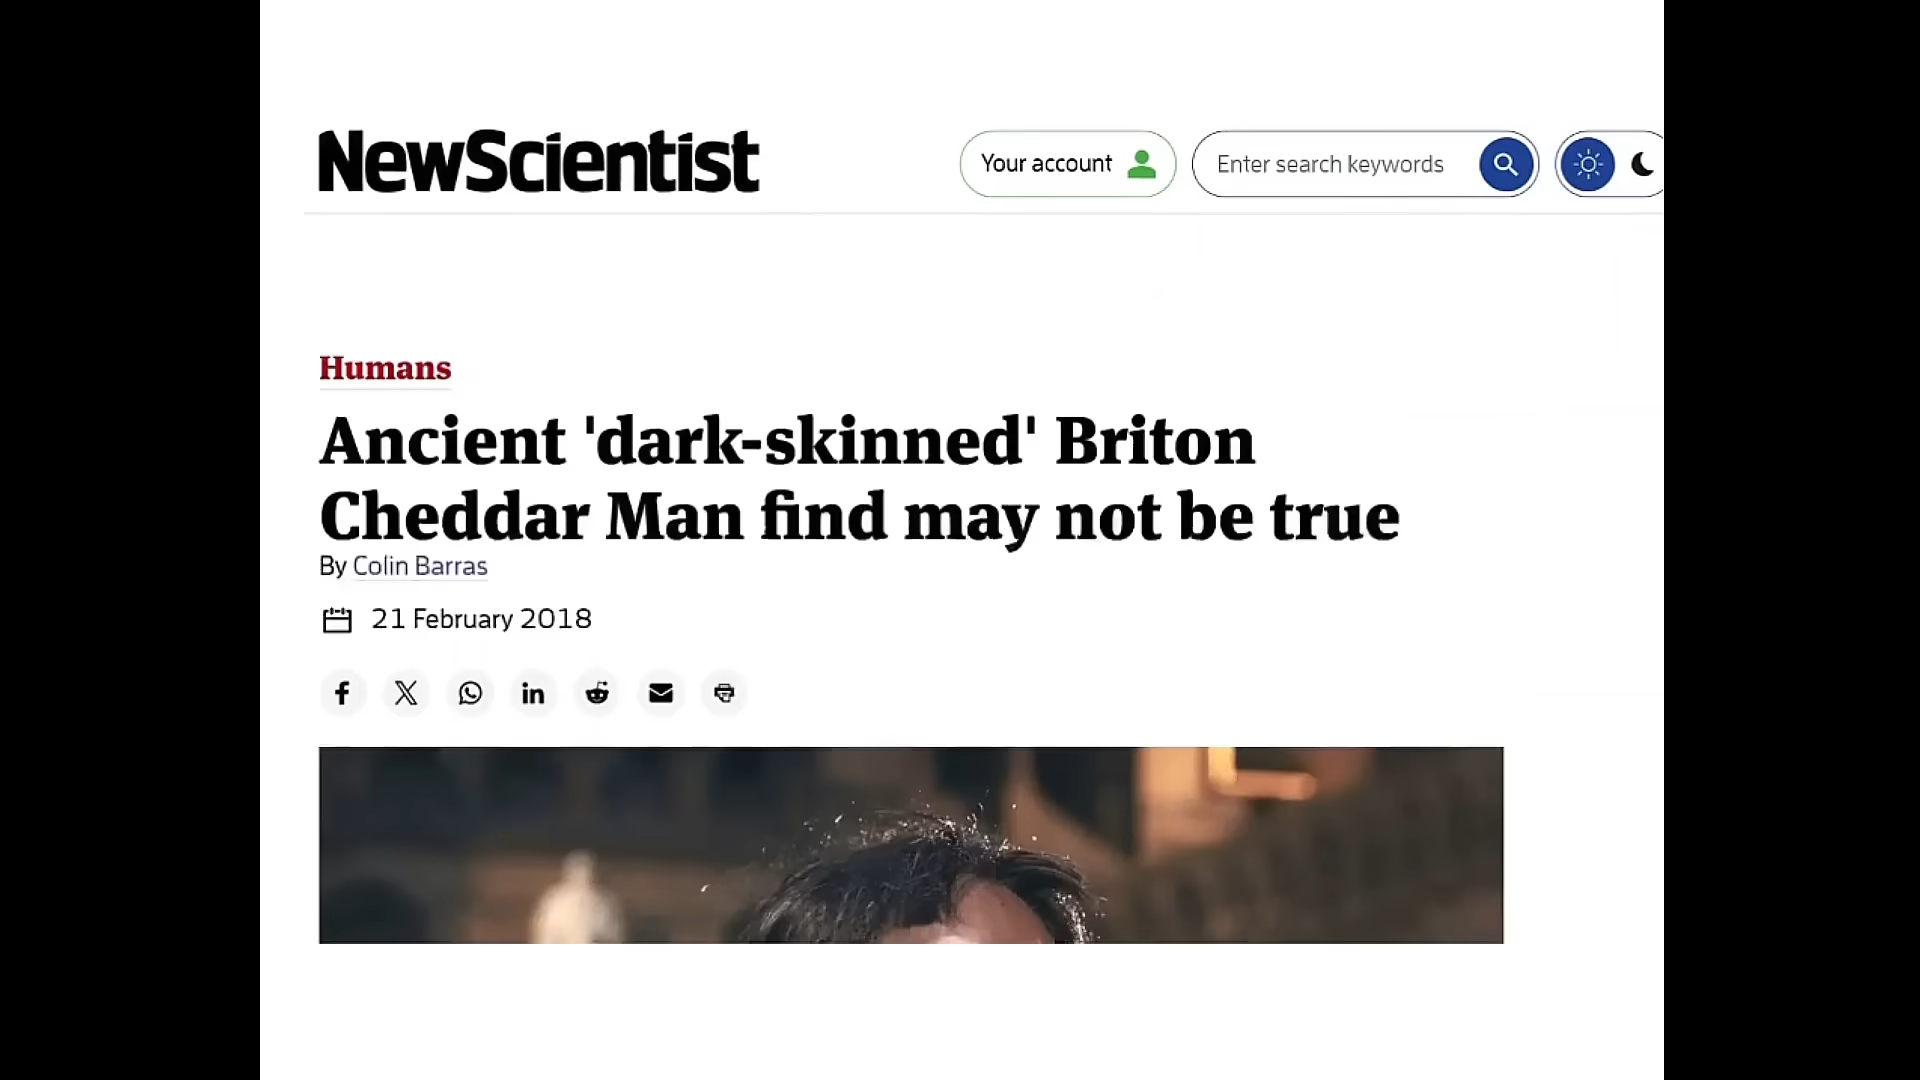 NewScientist
Your account
Enter search keywords
Humans
Ancient 'dark-skinned' Briton
Cheddar Man find may not be true
By Colin Barras
21 February 2018